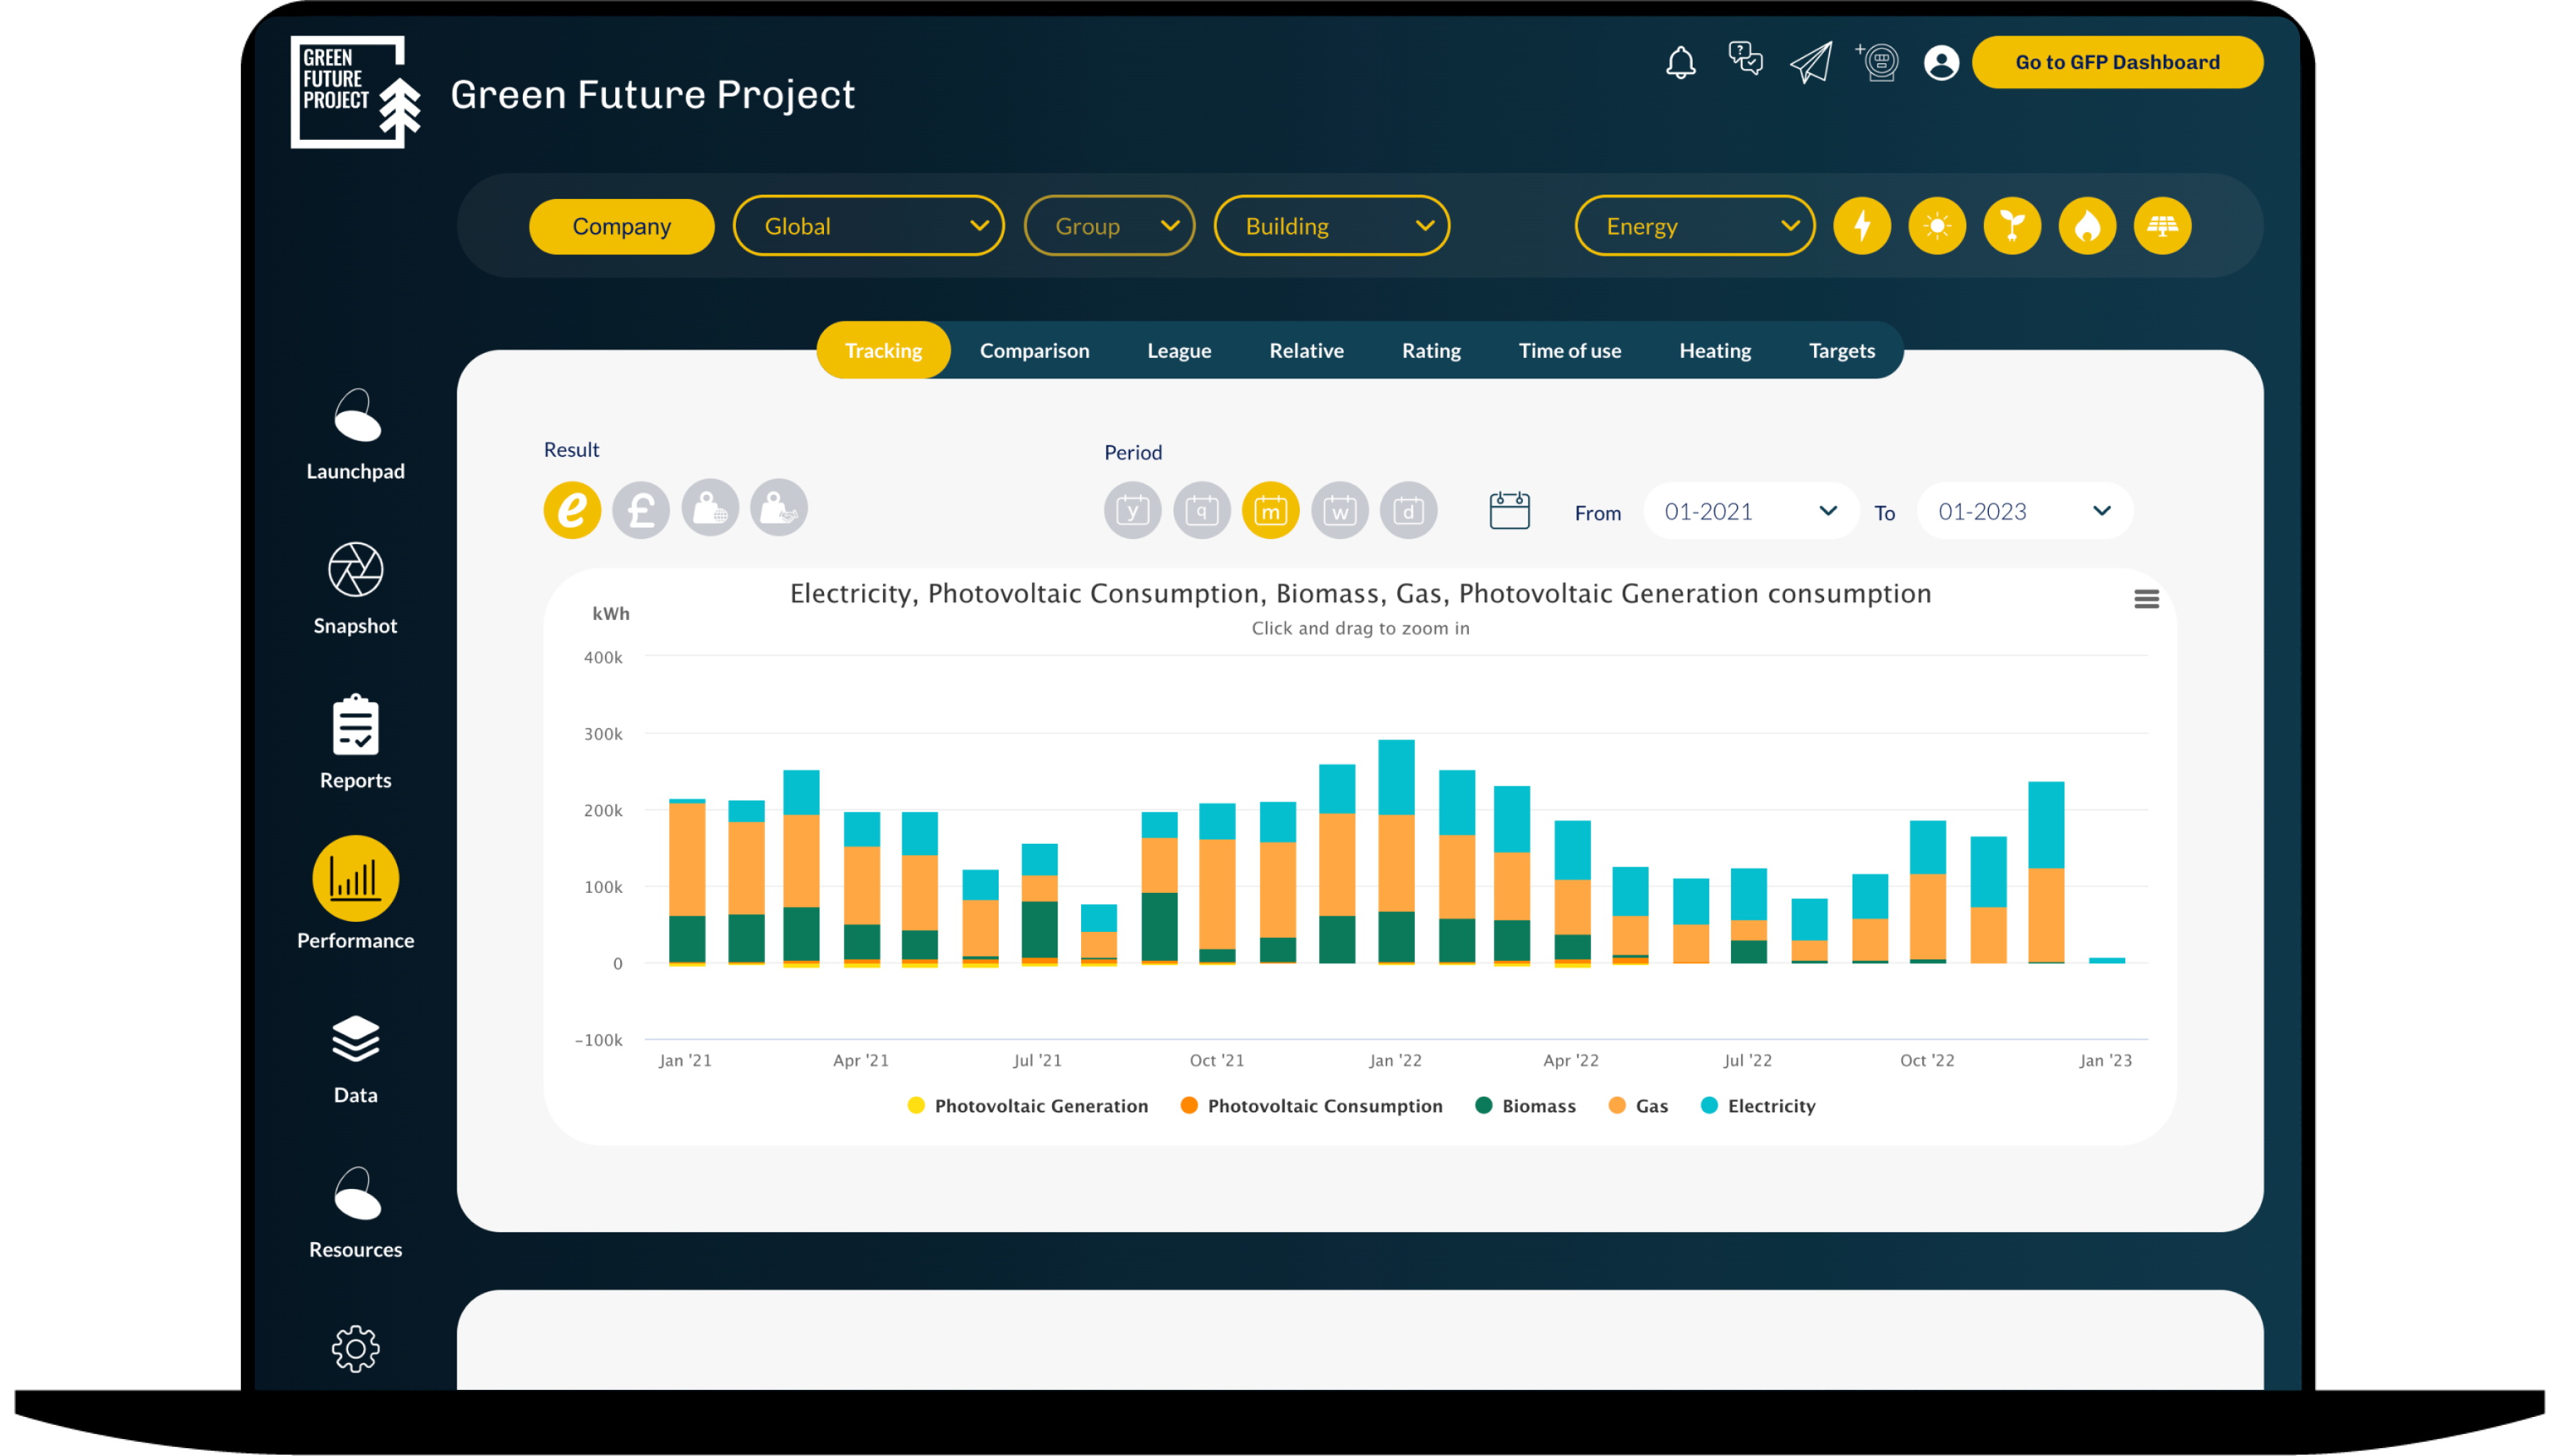 GREEN
FUTURE
PROJECT
Green Future Project
Go to GFP Dashboard
Company
Global
Group
Building
Energy
Tracking Comparison League Relative Rating Time of use Heating Targets
Launchpad
Snapshot
Reports
Performance
Data
Resources
Result
e £
Period
y q m w d
From 01-2021 To 01-2023
Electricity, Photovoltaic Consumption, Biomass, Gas, Photovoltaic Generation consumption
Click and drag to zoom in
kWh
400k
300k
200k
100k
0
-100k
Jan '21 Apr '21 Jul '21 Oct '21 Jan '22 Apr '22 Jul '22 Oct '22 Jan '23
Photovoltaic Generation Photovoltaic Consumption Biomass Gas Electricity